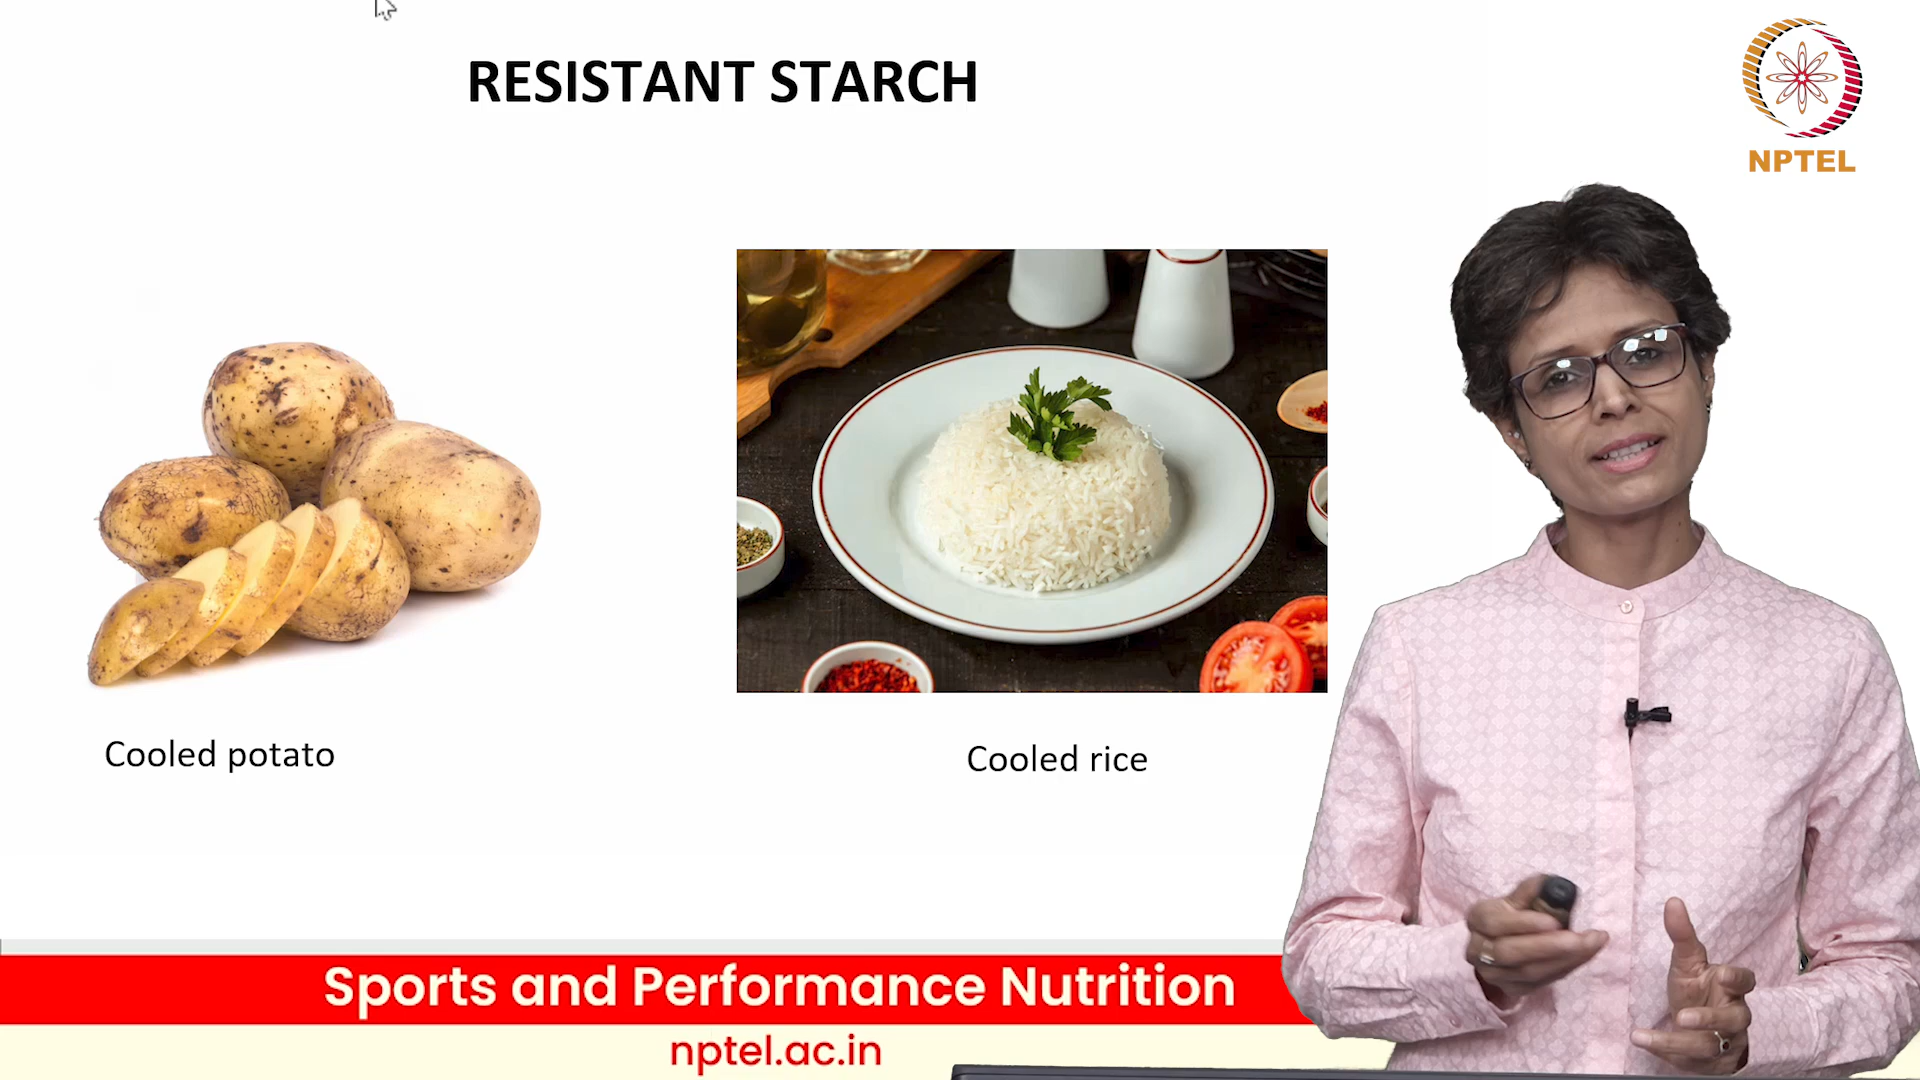 RESISTANT STARCH
NPTEL
Cooled potato
Cooled rice
Sports and Performance Nutrition
nptel.ac.in